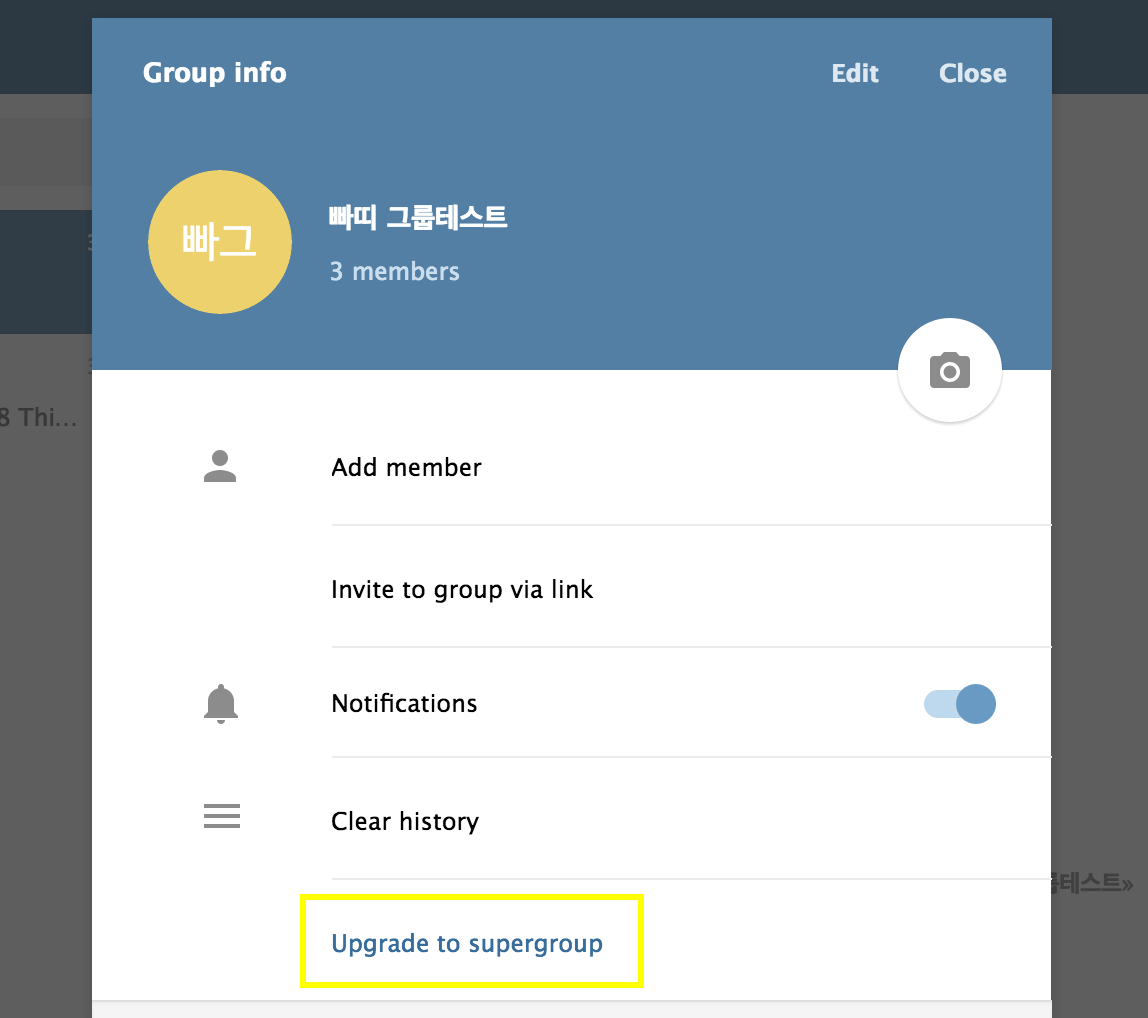 Group info
Edit
Close
빠그
빠띠 그룹테스트
3 members
8 Thi...
Add member
Invite to group via link
Notifications
Clear history
테스트»
Upgrade to supergroup